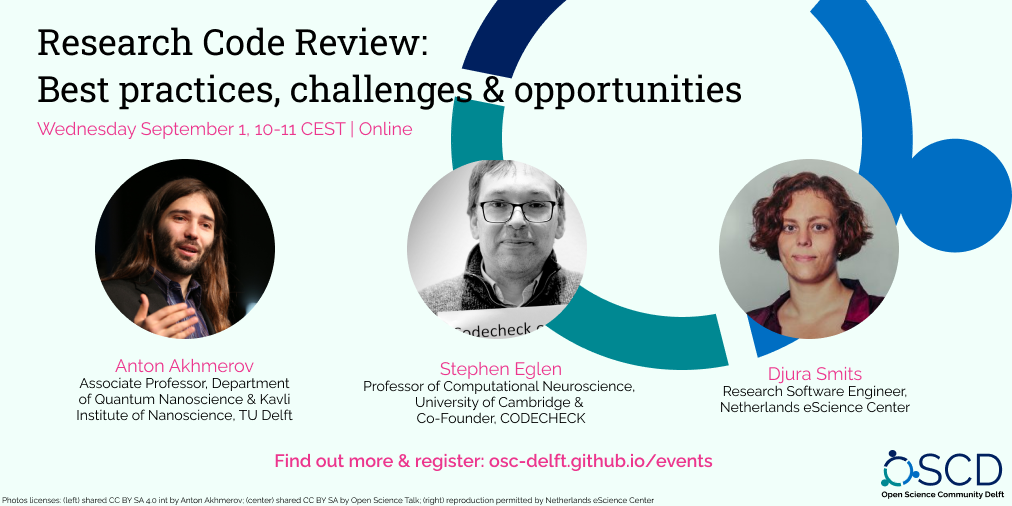 Research Code Review:
Best practices, challenges & opportunities
Wednesday September 1, 10-11 CEST | Online
Codecheck
Anton Akhmerov
Associate Professor, Department
of Quantum Nanoscience & Kavli
Institute of Nanoscience, TU Delft
Stephen Eglen
Professor of Computational Neuroscience,
University of Cambridge &
Co-Founder, CODECHECK
Djura Smits
Research Software Engineer,
Netherlands eScience Center
Find out more & register: osc-delft.github.io/events
OSCD
Open Science Community Delft
Photos licenses: (left) shared CC BY SA 4.0 int by Anton Akhmerov; (center) shared CC BY SA by Open Science Talk; (right) reproduction permitted by Netherlands eScience Center